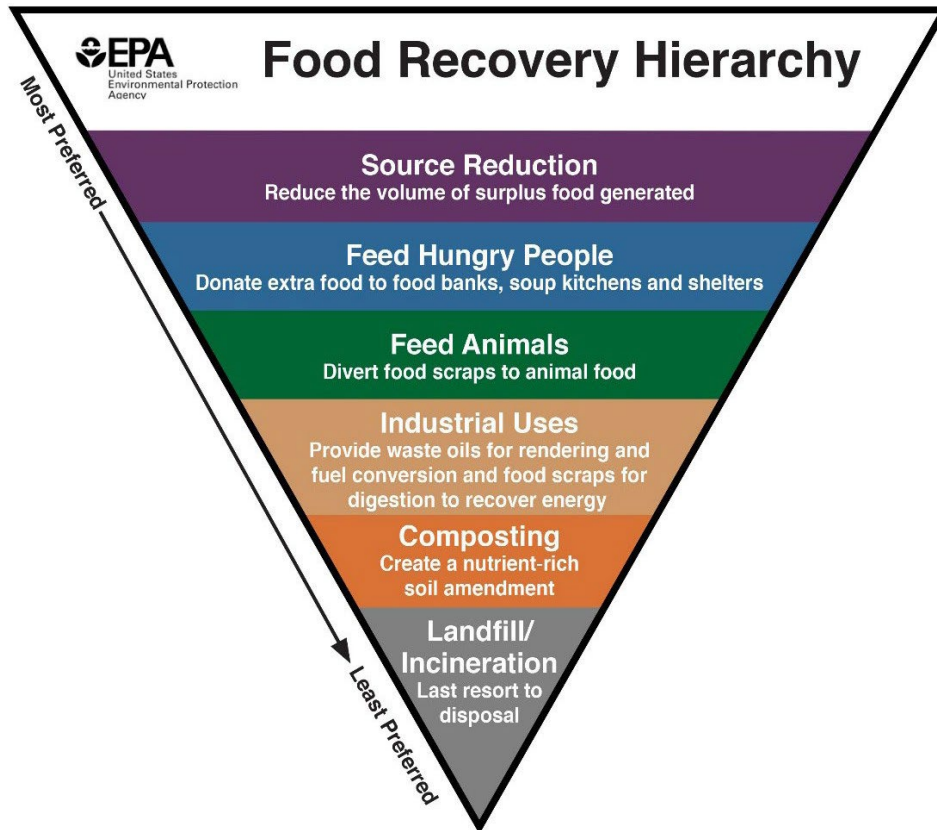 EPA
United States
Environmental Protection
Agency
Food Recovery Hierarchy
Most Preferred
Source Reduction
Reduce the volume of surplus food generated
Feed Hungry People
Donate extra food to food banks, soup kitchens and shelters
Feed Animals
Divert food scraps to animal food
Industrial Uses
Provide waste oils for rendering and
fuel conversion and food scraps for
digestion to recover energy
Composting
Create a nutrient-rich
soil amendment
Landfill/
Incineration
Last resort to
disposal
Least Preferred